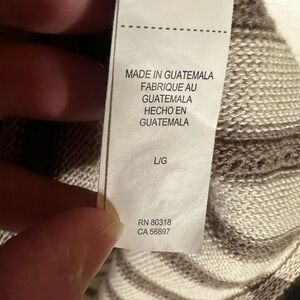 MADE IN GUATEMALA
FABRIQUE AU
GUATEMALA
HECHO EN
GUATEMALA
L/G
RN 80318
CA 56897